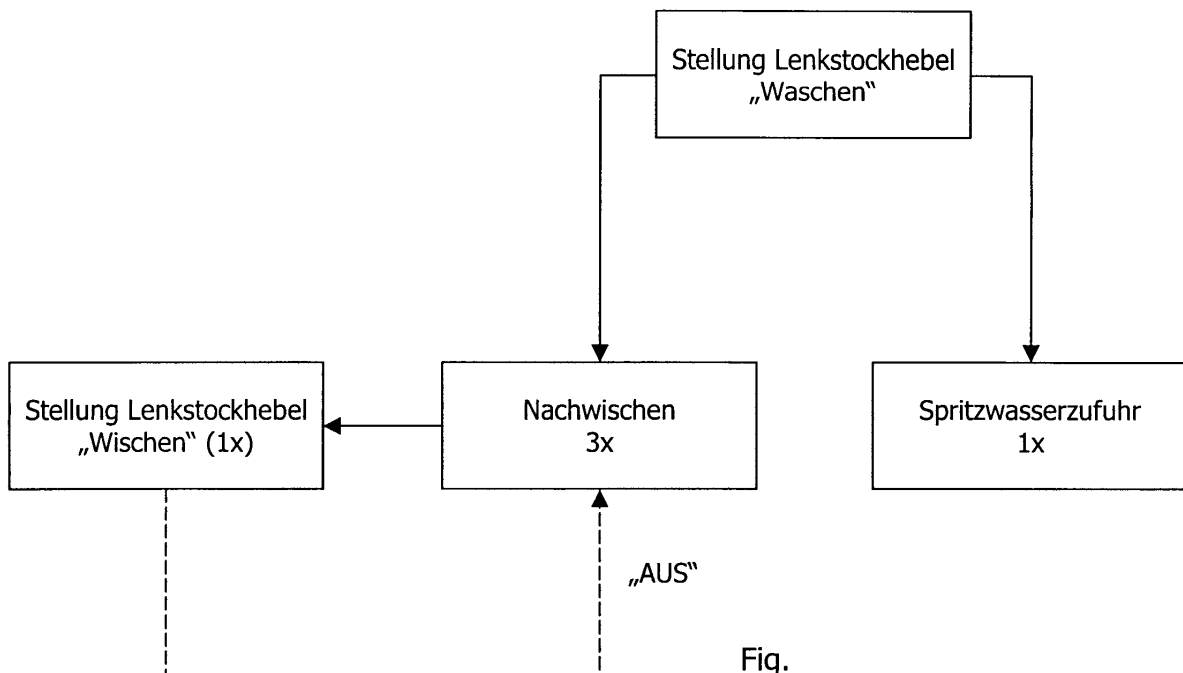 Stellung Lenkstockhebel
„Waschen“
Stellung Lenkstockhebel
„Wischen“ (1x)
Nachwischen
3x
Spritzwasserzufuhr
1x
„AUS“
Fig.